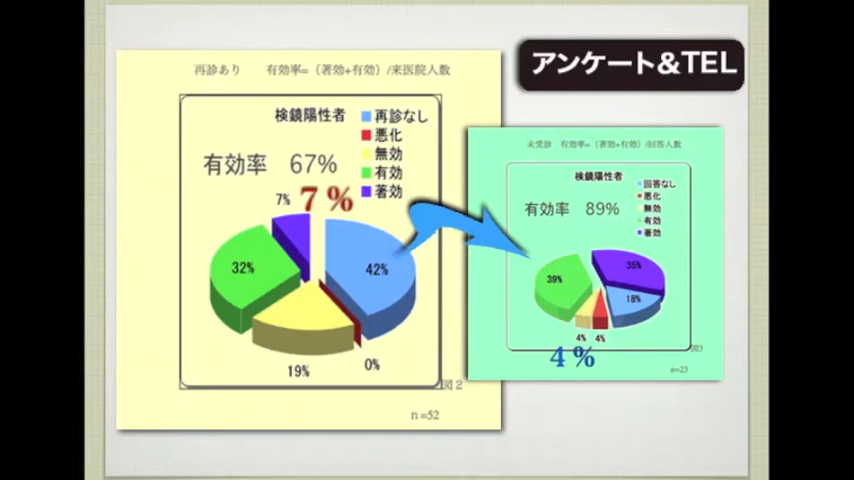 アンケート&TEL
再診あり 有効率=(著効+有効)/来医院人数
検鏡陽性者
有効率 67%
再診なし
悪化
無効
有効
著効
7%
7%
32%
42%
19%
0%
図2
n=52
未受診 有効率=(著効+有効)/回答人数
検鏡陽性者
有効率 89%
回答なし
悪化
無効
有効
著効
39%
35%
18%
4%
4%
4%
図3
n=23